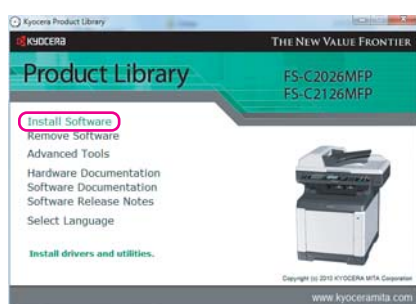 Kyocera Product Library
KYOCERA
THE NEW VALUE FRONTIER
Product Library
FS-C2026MFP
FS-C2126MFP
Install Software
Remove Software
Advanced Tools
Hardware Documentation
Software Documentation
Software Release Notes
Select Language
Install drivers and utilities.
Copyright (c) 2010 KYOCERA MITA Corporation
www.kyoceramita.com